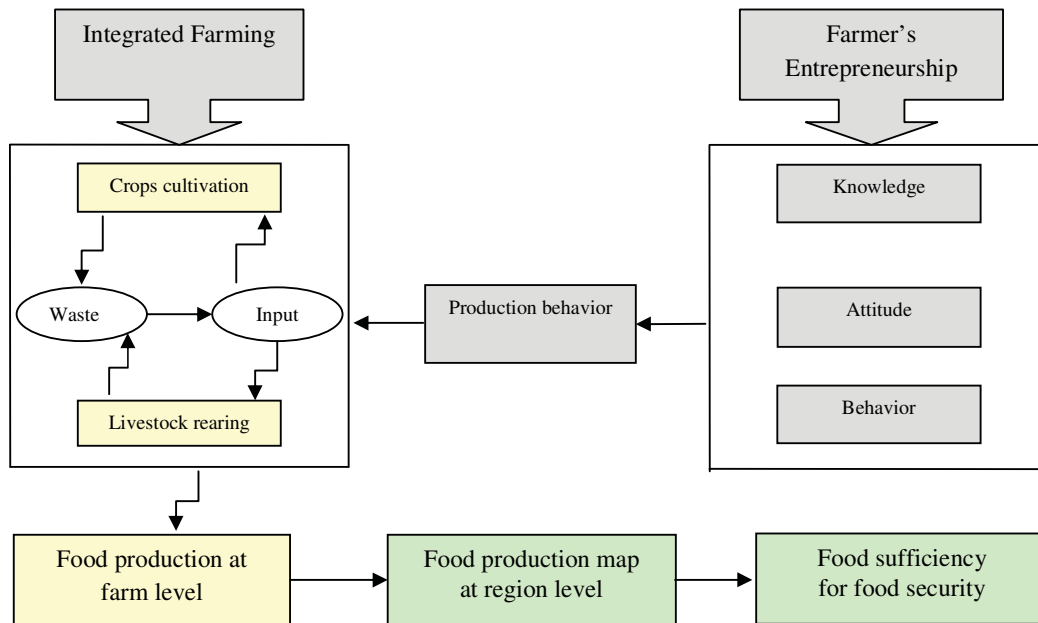 Integrated Farming
Farmer's
Entrepreneurship
Crops cultivation
Waste
Input
Livestock rearing
Production behavior
Knowledge
Attitude
Behavior
Food production at
farm level
Food production map
at region level
Food sufficiency
for food security